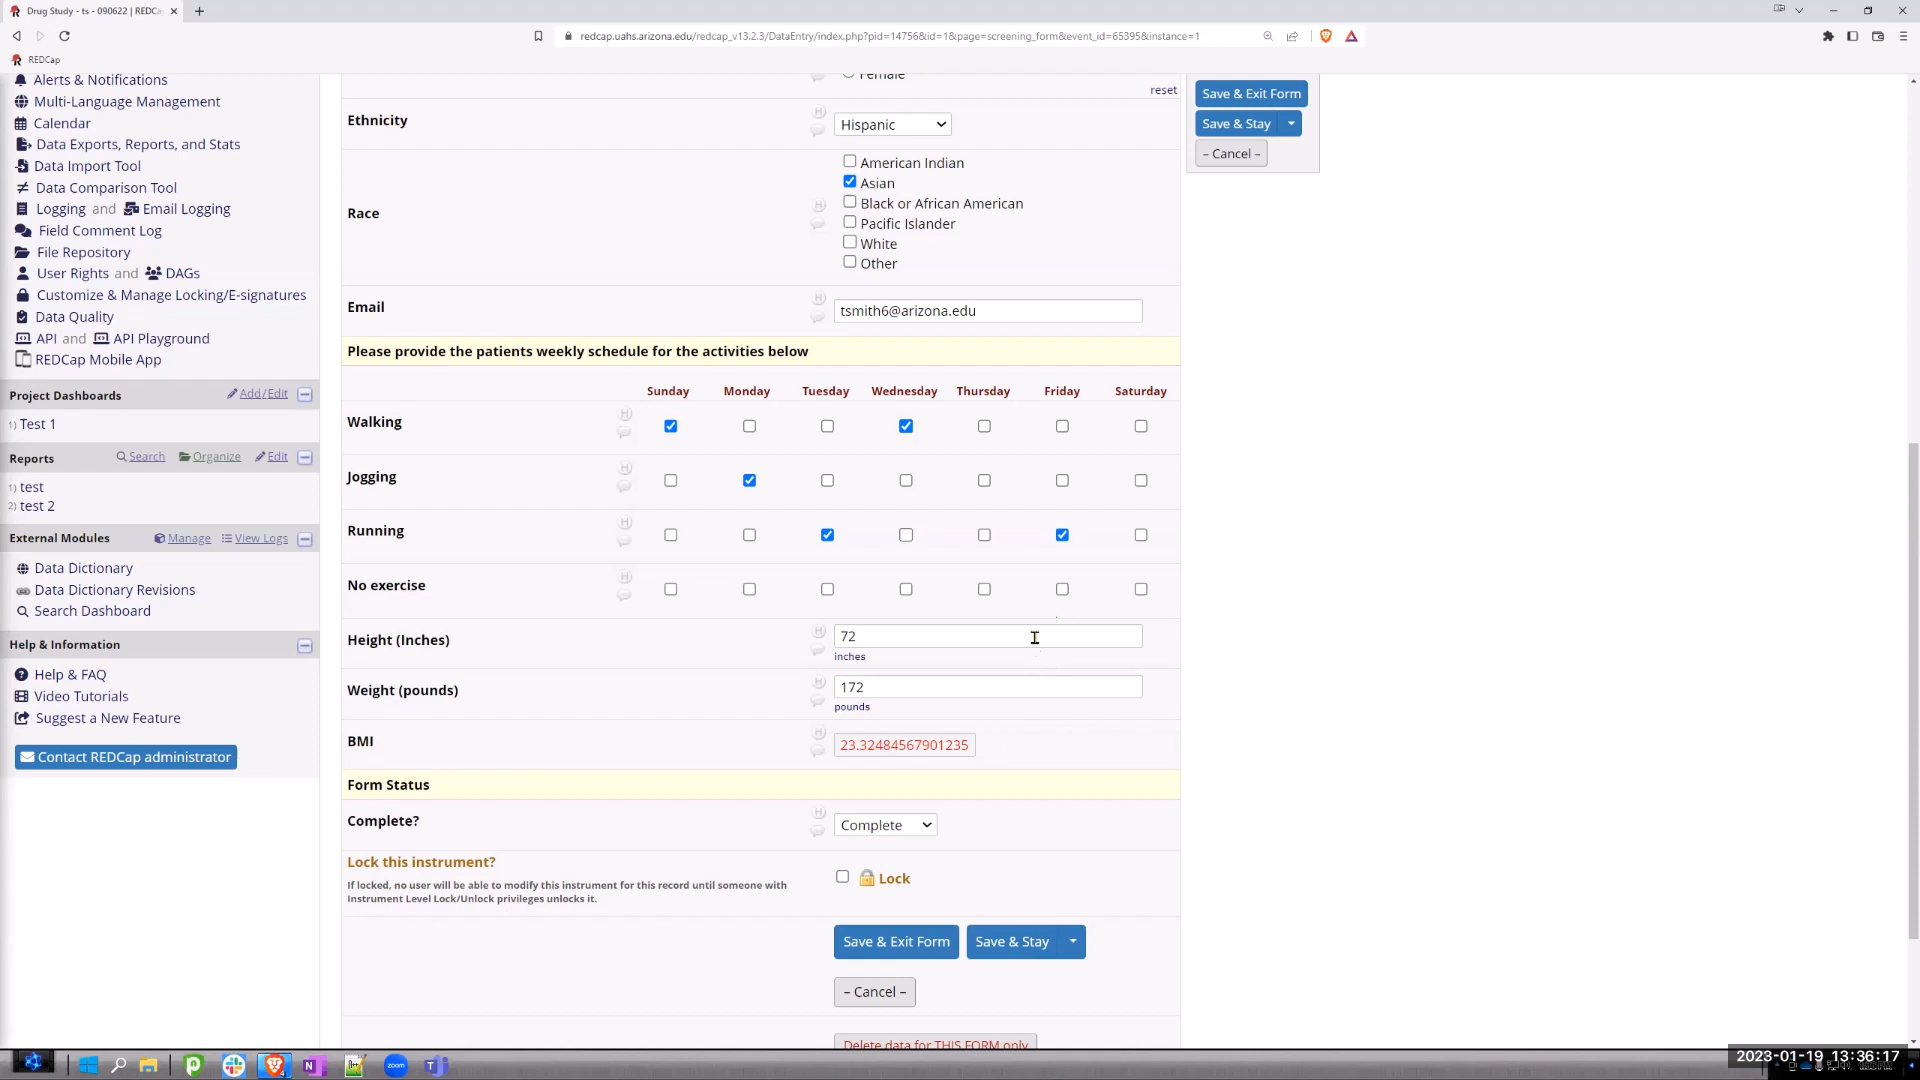 Drug Study - ts - 090622 | REDC
redcap.uahs.arizona.edu/redcap_v13.2.3/DataEntry/index.php?pid=14756&id=1&page=screening_form&event_id=65395&instance=1
REDCap
Alerts & Notifications
Multi-Language Management
Calendar
Data Exports, Reports, and Stats
Data Import Tool
Data Comparison Tool
Logging and Email Logging
Field Comment Log
File Repository
User Rights and DAGs
Customize & Manage Locking/E-signatures
Data Quality
API and API Playground
REDCap Mobile App
Project Dashboards Add/Edit
1) Test 1
Reports Search Organize Edit
1) test
2) test 2
External Modules Manage View Logs
Data Dictionary
Data Dictionary Revisions
Search Dashboard
Help & Information
Help & FAQ
Video Tutorials
Suggest a New Feature
Contact REDCap administrator
Female
reset
Ethnicity Hispanic
American Indian
Asian
Black or African American
Race
Pacific Islander
White
Other
Email tsmith6@arizona.edu
Please provide the patients weekly schedule for the activities below
Sunday Monday Tuesday Wednesday Thursday Friday Saturday
Walking
Jogging
Running
No exercise
Height (Inches) 72
inches
Weight (pounds) 172
pounds
BMI 23.32484567901235
Form Status
Complete? Complete
Lock this instrument?
If locked, no user will be able to modify this instrument for this record until someone with
Instrument Level Lock/Unlock privileges unlocks it.
Lock
Save & Exit Form Save & Stay
– Cancel –
Delete data for THIS FORM only
Save & Exit Form
Save & Stay
– Cancel –
zoom
2023-01-19 13:36:17